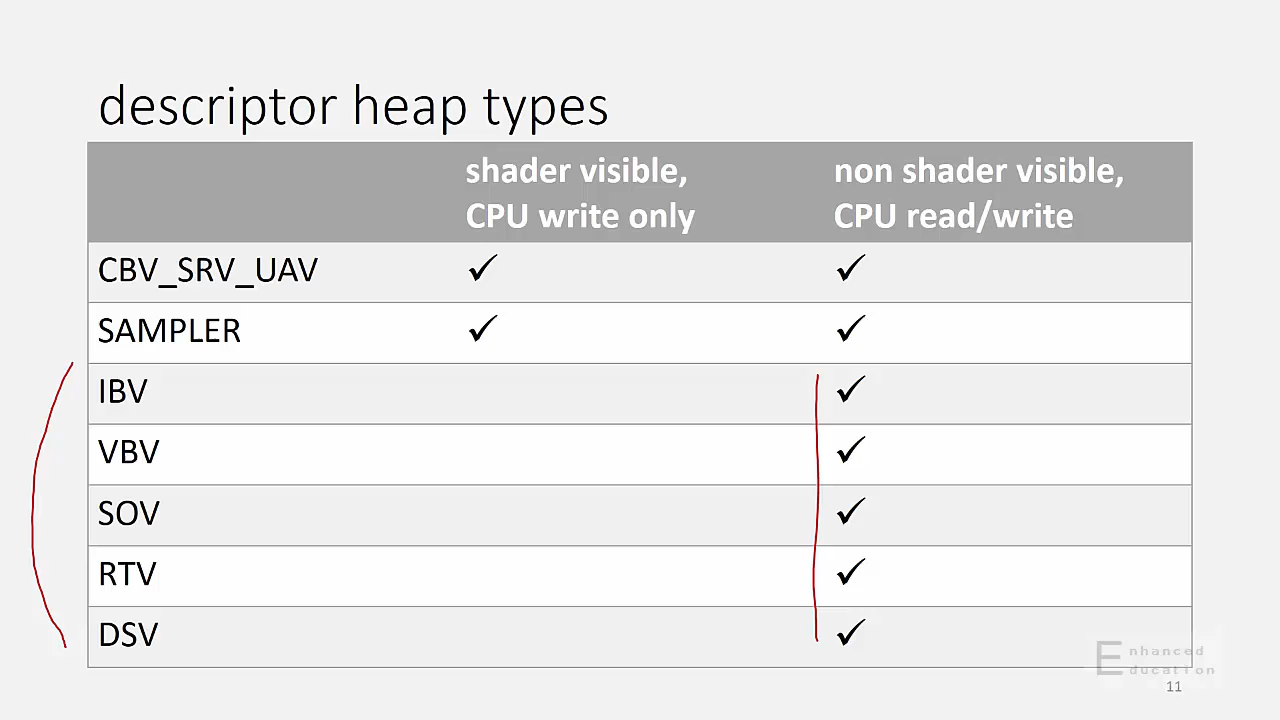 descriptor heap types
shader visible,
CPU write only
non shader visible,
CPU read/write
CBV_SRV_UAV ✓ ✓
SAMPLER ✓ ✓
IBV ✓
VBV ✓
SOV ✓
RTV ✓
DSV ✓
Enhanced
Education
11